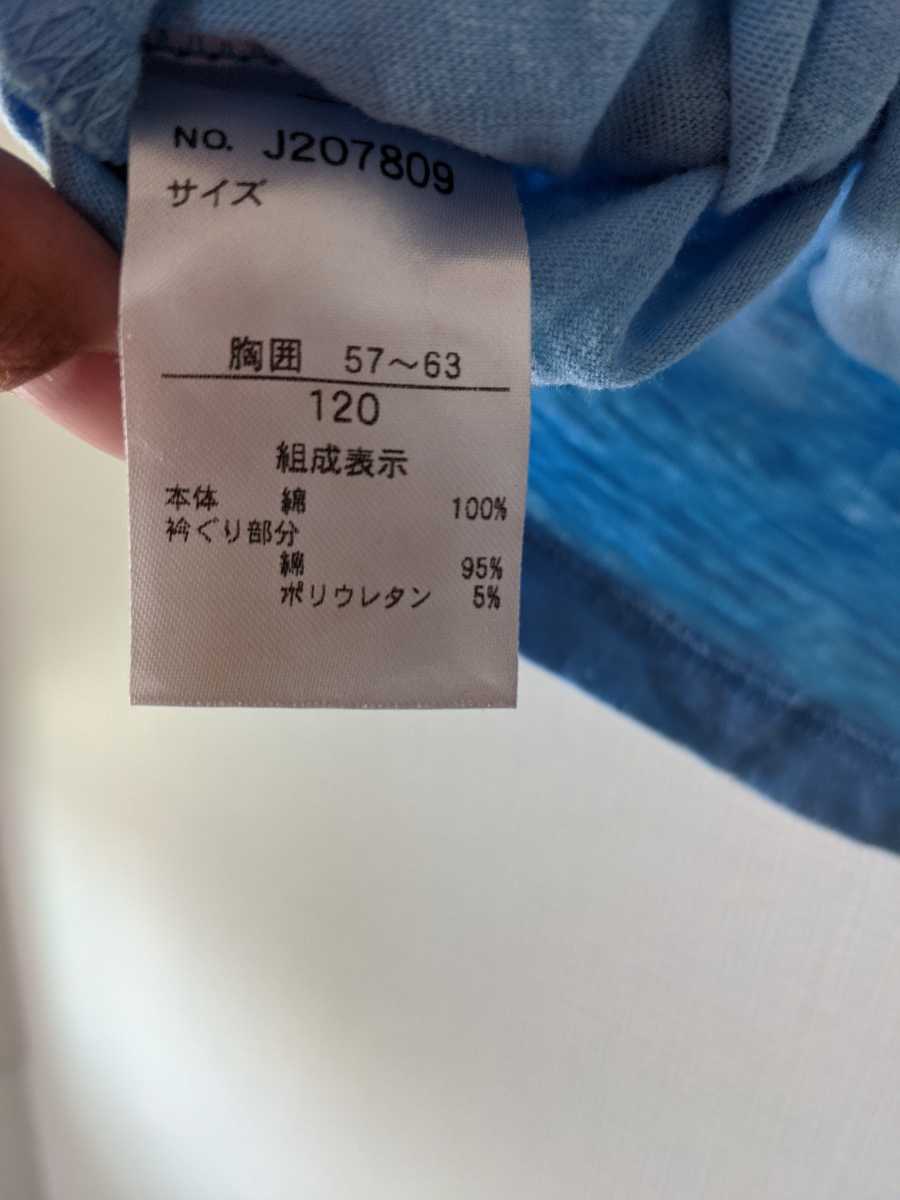 NO. J207809
サイズ
胸囲 57～63
120
組成表示
本体 綿 100%
衿ぐり部分
綿 95%
ポリウレタン 5%